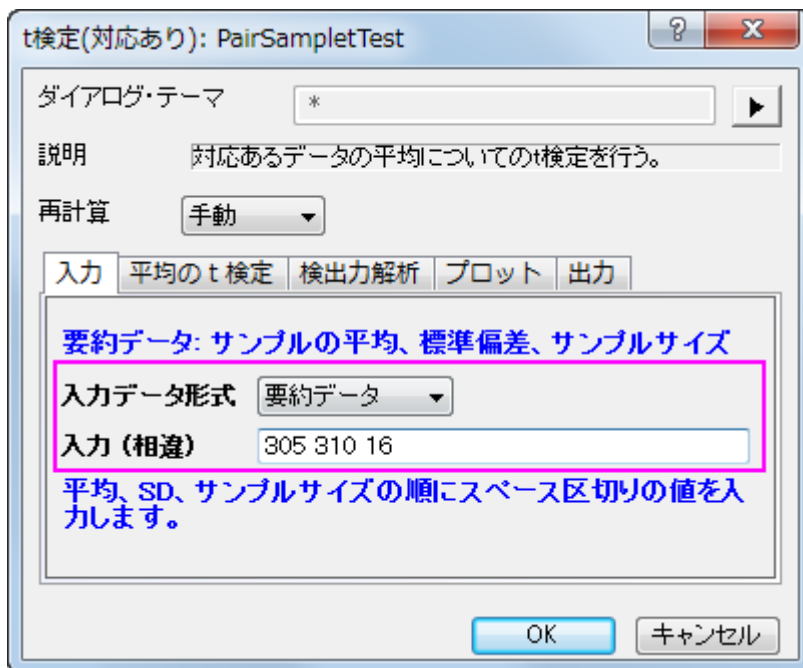 t検定(対応あり): PairSampletTest
ダイアログ・テーマ *
説明 対応あるデータの平均についてのt検定を行う。
再計算 手動
入力 平均のｔ検定 検出力解析 プロット 出力
要約データ: サンプルの平均、標準偏差、サンプルサイズ
入力データ形式 要約データ
入力（相違） 305 310 16
平均、SD、サンプルサイズの順にスペース区切りの値を入
力します。
OK キャンセル